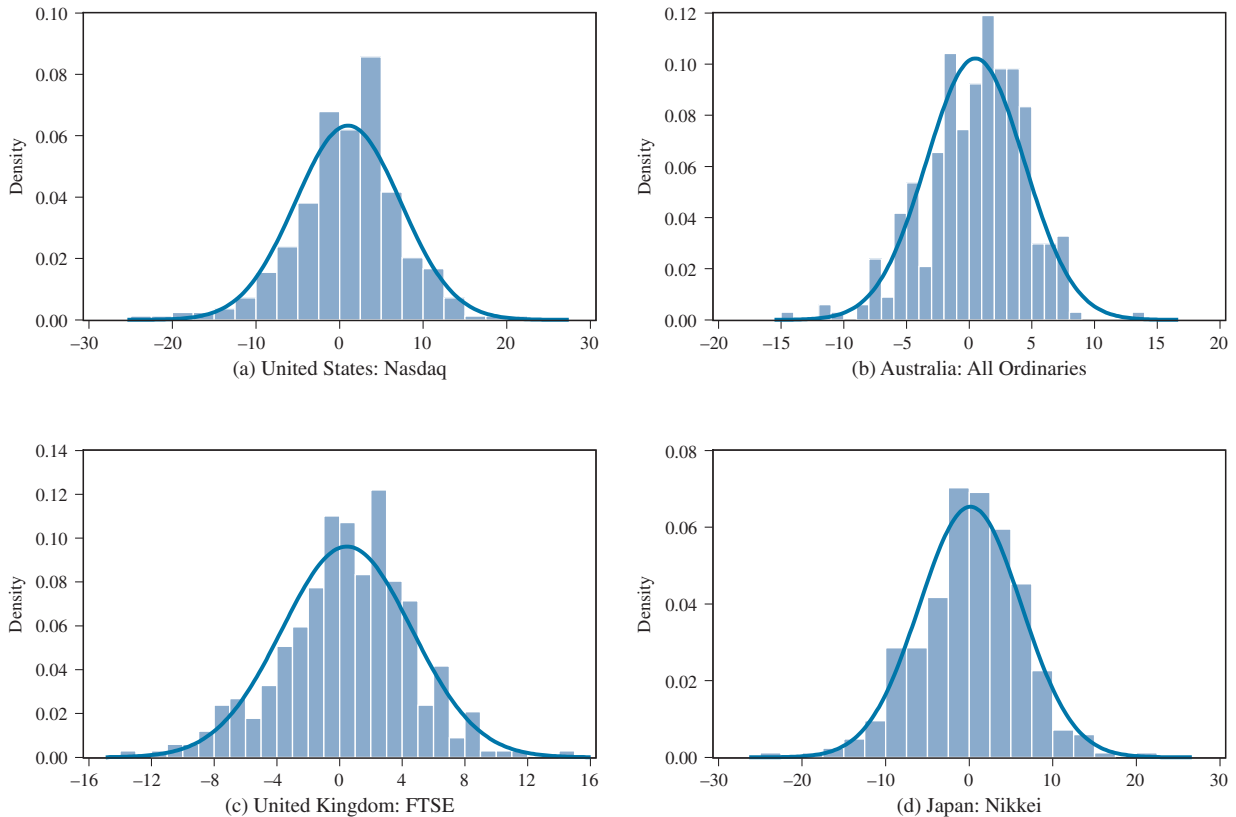 0.10
0.08
0.06
0.04
0.02
0.00
Density
–30 –20 –10 0 10 20 30
(a) United States: Nasdaq
0.12
0.10
0.08
0.06
0.04
0.02
0.00
Density
–20 –15 –10 –5 0 5 10 15 20
(b) Australia: All Ordinaries
0.14
0.12
0.10
0.08
0.06
0.04
0.02
0.00
Density
–16 –12 –8 –4 0 4 8 12 16
(c) United Kingdom: FTSE
0.08
0.06
0.04
0.02
0.00
Density
–30 –20 –10 0 10 20 30
(d) Japan: Nikkei